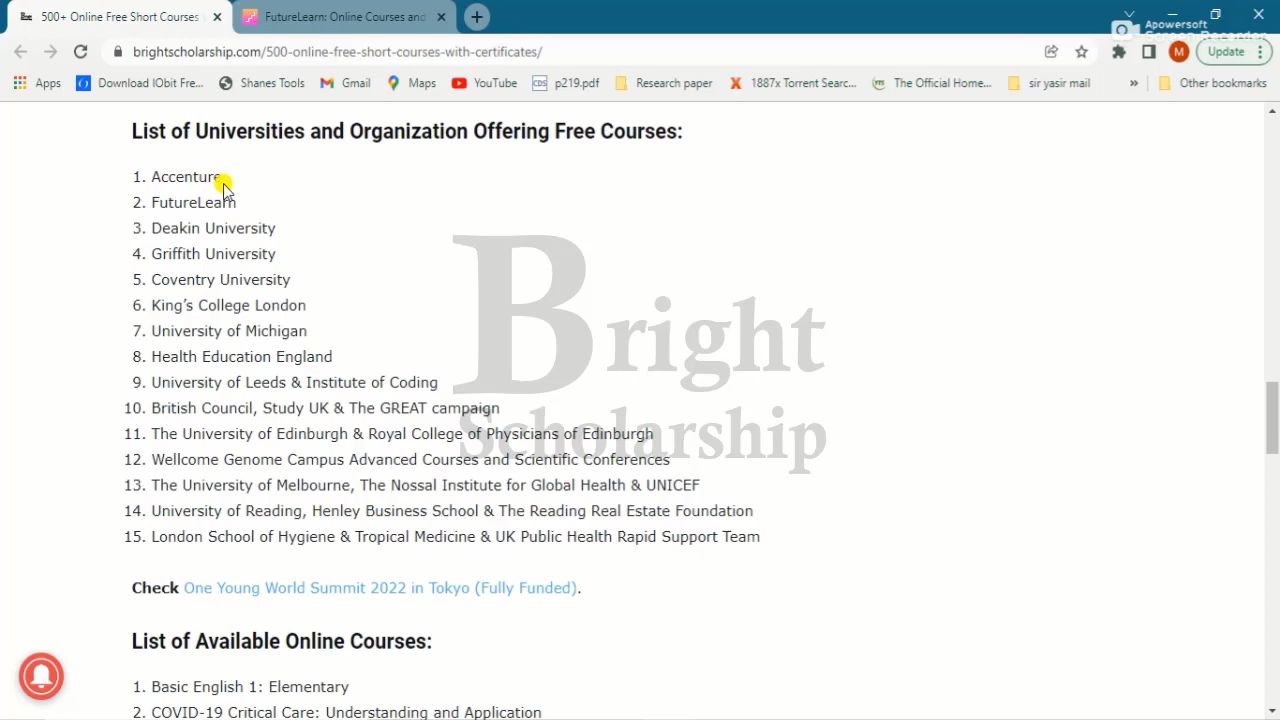 500+ Online Free Short Courses
FutureLearn: Online Courses and
Apowersoft
Screen Recorder
brightscholarship.com/500-online-free-short-courses-with-certificates/
M
Update
Apps
Download IObit Fre...
Shanes Tools
Gmail
Maps
YouTube
CDS
p219.pdf
Research paper
1887x Torrent Searc...
The Official Home...
sir yasir mail
»
Other bookmarks
List of Universities and Organization Offering Free Courses:
1. Accenture
2. FutureLearn
3. Deakin University
4. Griffith University
5. Coventry University
6. King’s College London
7. University of Michigan
8. Health Education England
9. University of Leeds & Institute of Coding
10. British Council, Study UK & The GREAT campaign
11. The University of Edinburgh & Royal College of Physicians of Edinburgh
12. Wellcome Genome Campus Advanced Courses and Scientific Conferences
13. The University of Melbourne, The Nossal Institute for Global Health & UNICEF
14. University of Reading, Henley Business School & The Reading Real Estate Foundation
15. London School of Hygiene & Tropical Medicine & UK Public Health Rapid Support Team
Bright
Scholarship
Check One Young World Summit 2022 in Tokyo (Fully Funded).
List of Available Online Courses:
1. Basic English 1: Elementary
2. COVID-19 Critical Care: Understanding and Application